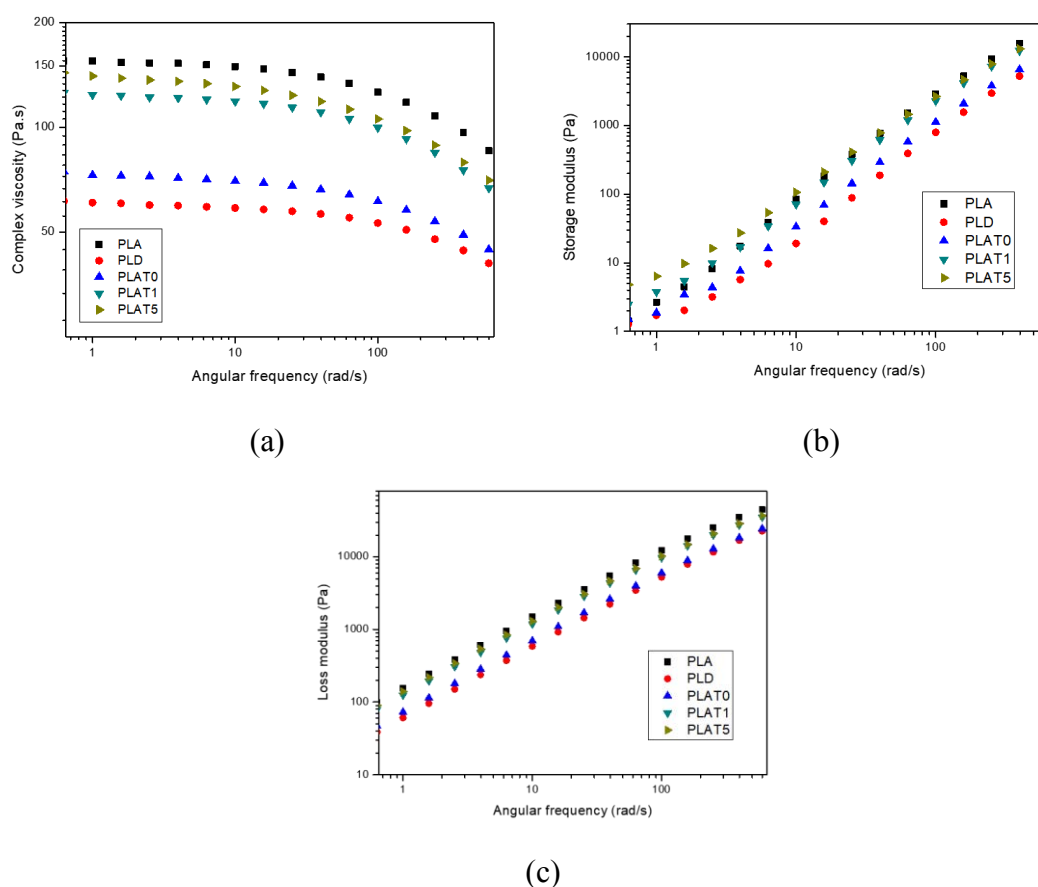 200
150
100
50
Complex viscosity (Pa.s)
PLA
PLD
PLAT0
PLAT1
PLAT5
1 10 100
Angular frequency (rad/s)
(a)
10000
1000
100
10
1
Storage modulus (Pa)
PLA
PLD
PLAT0
PLAT1
PLAT5
1 10 100
Angular frequency (rad/s)
(b)
10000
1000
100
10
Loss modulus (Pa)
PLA
PLD
PLAT0
PLAT1
PLAT5
1 10 100
Angular frequency (rad/s)
(c)